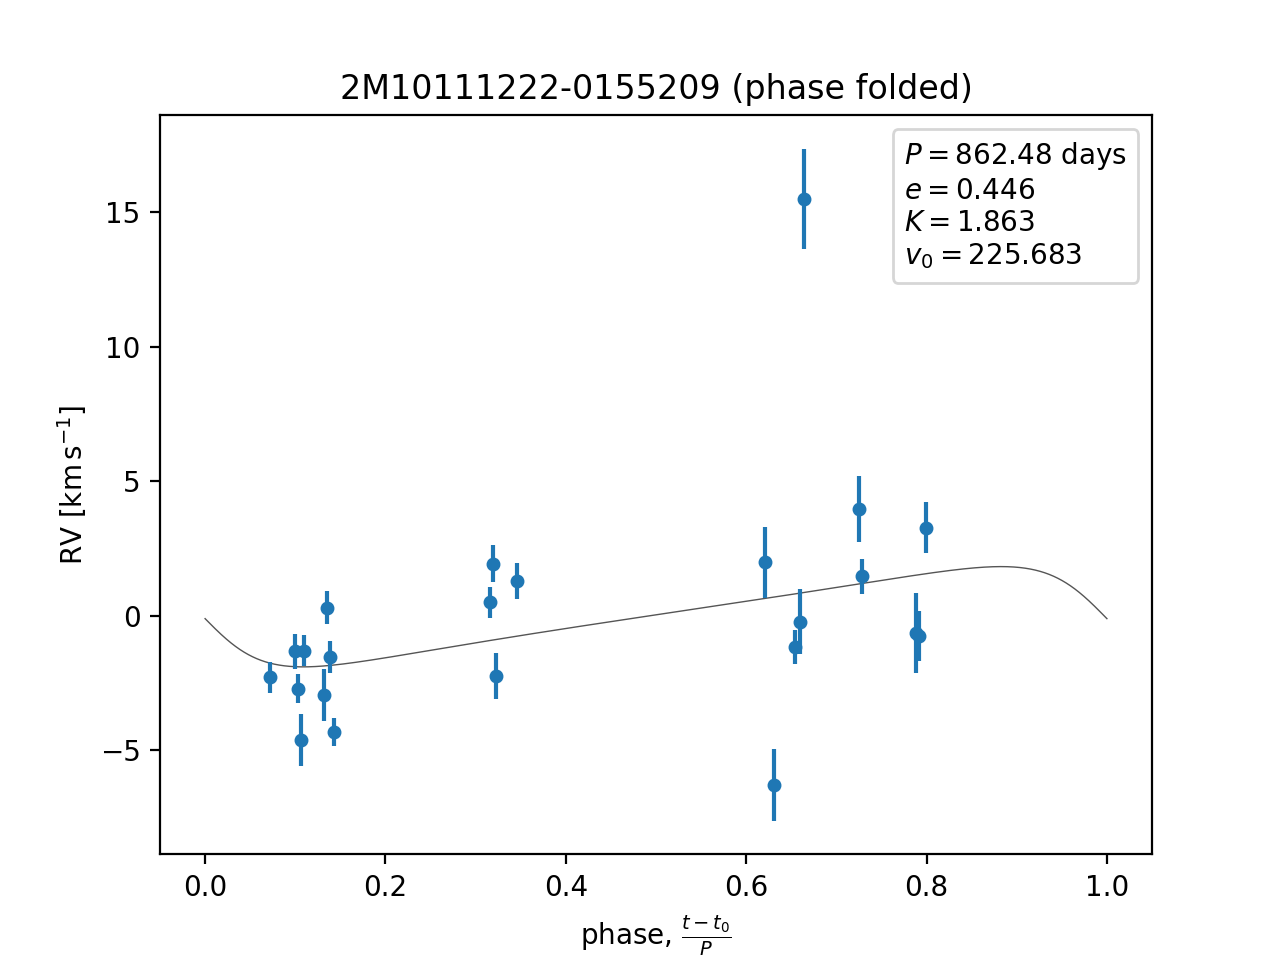 2M10111222-0155209 (phase folded)
P = 862.48 days
e = 0.446
K = 1.863
v₀ = 225.683
RV [km s⁻¹]
15
10
5
0
−5
0.0 0.2 0.4 0.6 0.8 1.0
phase, (t − t₀)/P